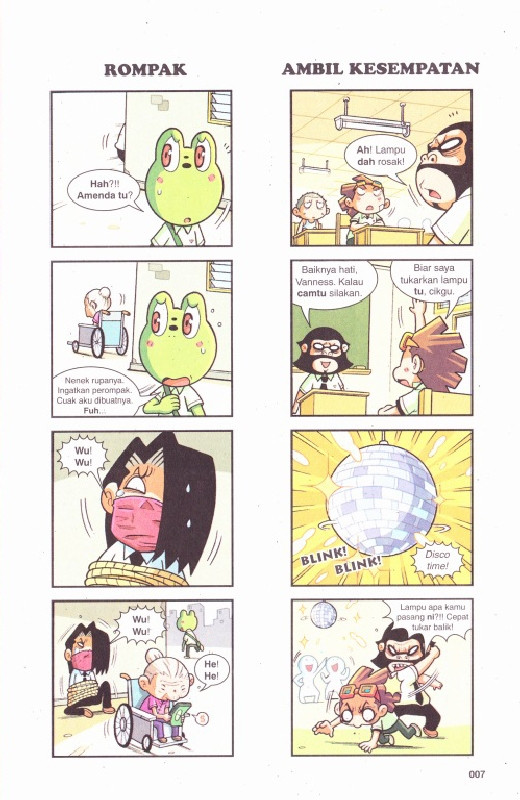 ROMPAK
Hah?!!
Amenda tu?
Nenek rupanya.
Ingatkan perompak.
Cuak aku dibuatnya.
Fuh...
Wu!
Wu!
Wu!!
Wu!!
He!
He!
AMBIL KESEMPATAN
Ah! Lampu
dah rosak!
Baiknya hati,
Vanness. Kalau
camtu silakan.
Biar saya
tukarkan lampu
tu, cikgu.
BLINK!
BLINK!
Disco
time!
Lampu apa kamu
pasang ni?!! Cepat
tukar balik!
007